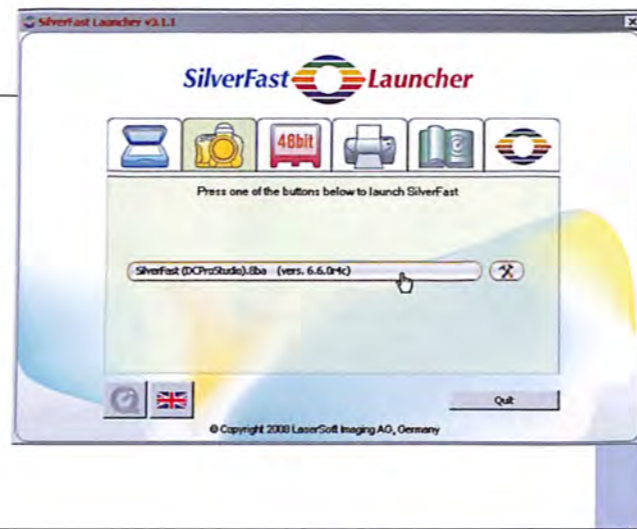 SilverFast Launcher v3.1.1
SilverFast Launcher
48bit
Press one of the buttons below to launch SilverFast
SilverFast (DCProStudio).8ba (vers. 6.6.0r4c)
Quit
© Copyright 2008 LaserSoft Imaging AG, Germany